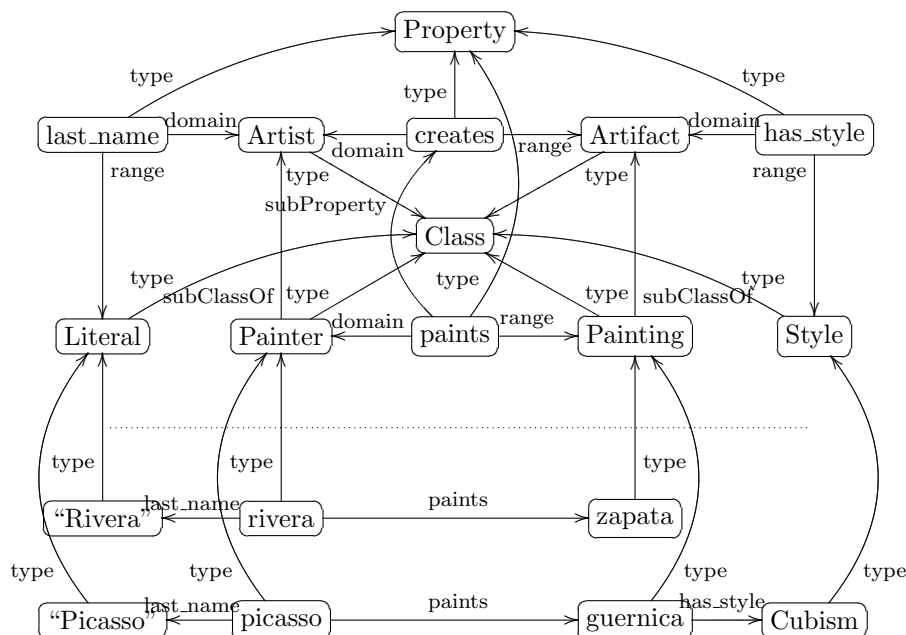 Property
type
type
type
last_name
domain
Artist
creates
Artifact
domain
has_style
range
type
domain
range
type
range
subProperty
Class
type
type
type
type
type
subClassOf
subClassOf
Literal
Painter
domain
paints
range
Painting
Style
type
type
type
“Rivera”
last_name
rivera
paints
zapata
type
type
type
type
“Picasso”
last_name
picasso
paints
guernica
has_style
Cubism